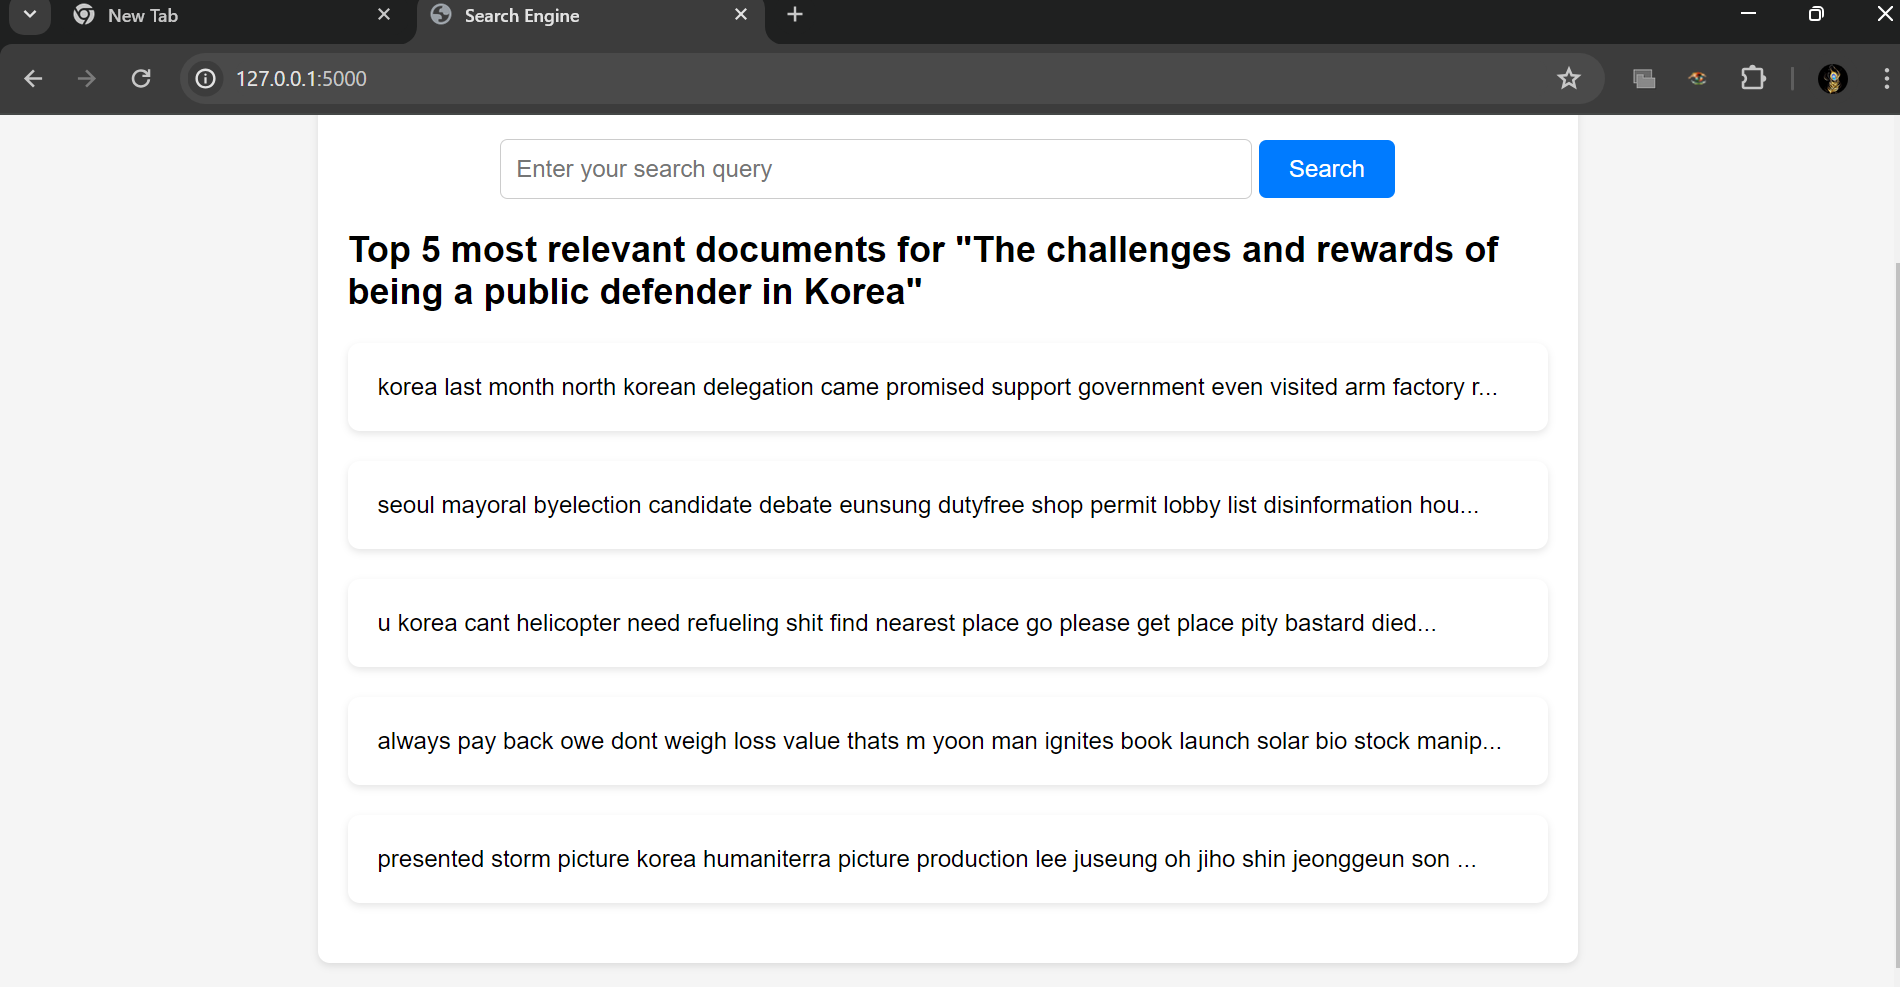 New Tab
Search Engine
127.0.0.1:5000
Enter your search query
Search
Top 5 most relevant documents for "The challenges and rewards of
being a public defender in Korea"
korea last month north korean delegation came promised support government even visited arm factory r...
seoul mayoral byelection candidate debate eunsung dutyfree shop permit lobby list disinformation hou...
u korea cant helicopter need refueling shit find nearest place go please get place pity bastard died...
always pay back owe dont weigh loss value thats m yoon man ignites book launch solar bio stock manip...
presented storm picture korea humaniterra picture production lee juseung oh jiho shin jeonggeun son ...